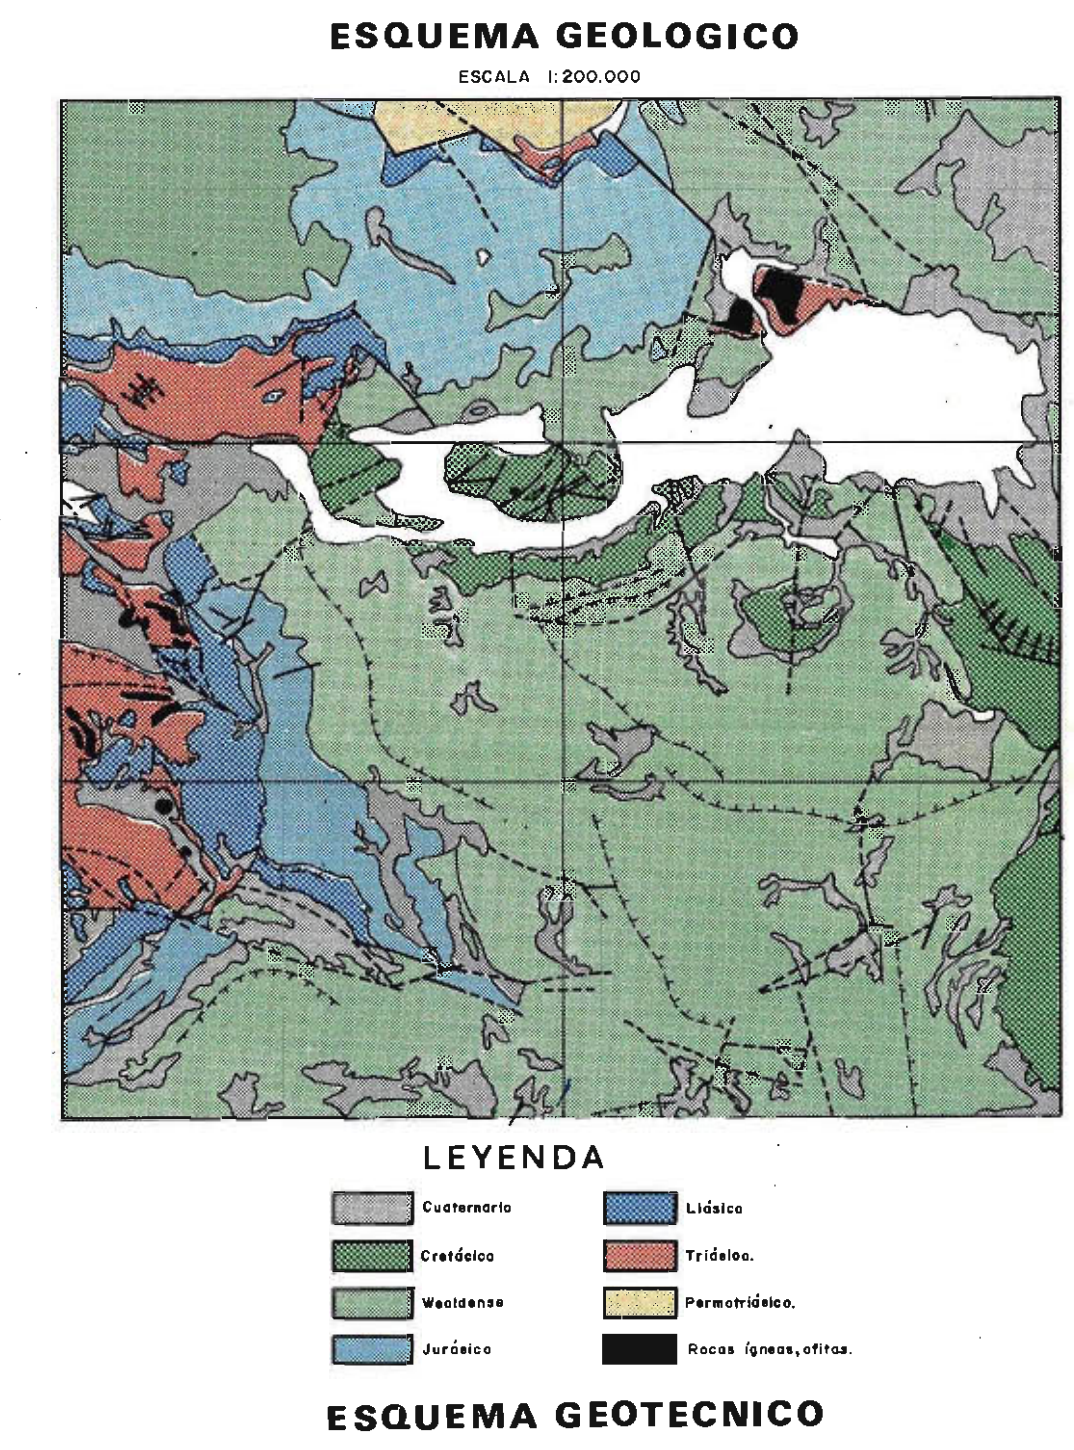 ESQUEMA GEOLOGICO
ESCALA 1:200.000
LEYENDA
Cuaternario
Cretácico
Wealdense
Jurásico
Liásico
Triásico.
Permotriásico.
Rocas ígneas, ofitas.
ESQUEMA GEOTECNICO